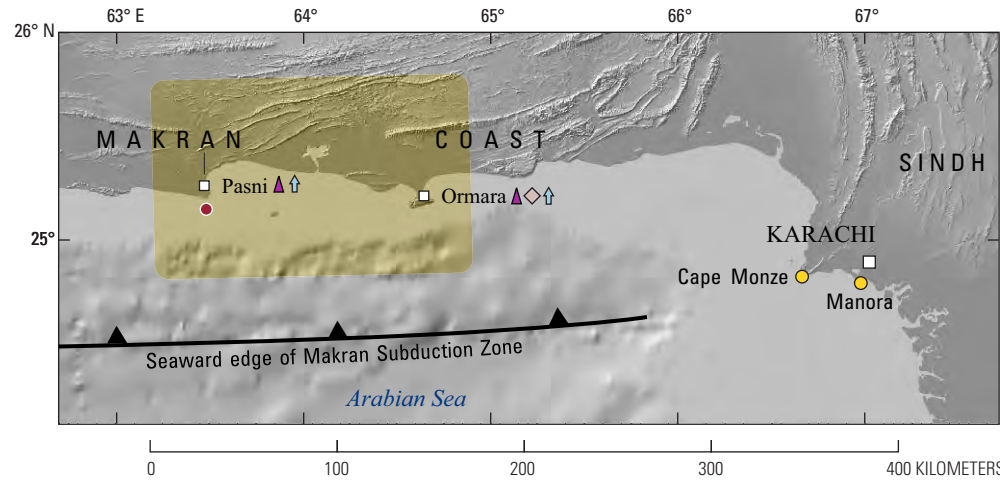 63° E 64° 65° 66° 67°
26° N
MAKRAN COAST
SINDH
Pasni
Ormara
25°
KARACHI
Cape Monze
Manora
Seaward edge of Makran Subduction Zone
Arabian Sea
0 100 200 300 400 KILOMETERS